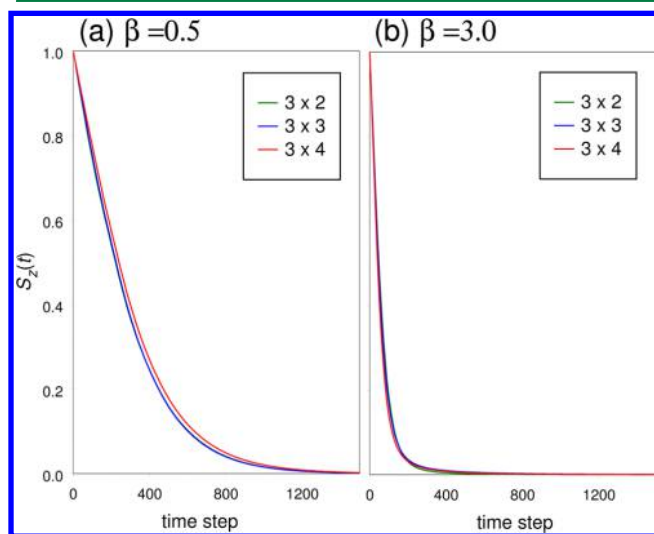 (a) β =0.5
(b) β =3.0
1.0
0.8
0.6
0.4
0.2
0.0
S_z(t)
3 x 2
3 x 3
3 x 4
3 x 2
3 x 3
3 x 4
0
400
800
1200
0
400
800
1200
time step
time step